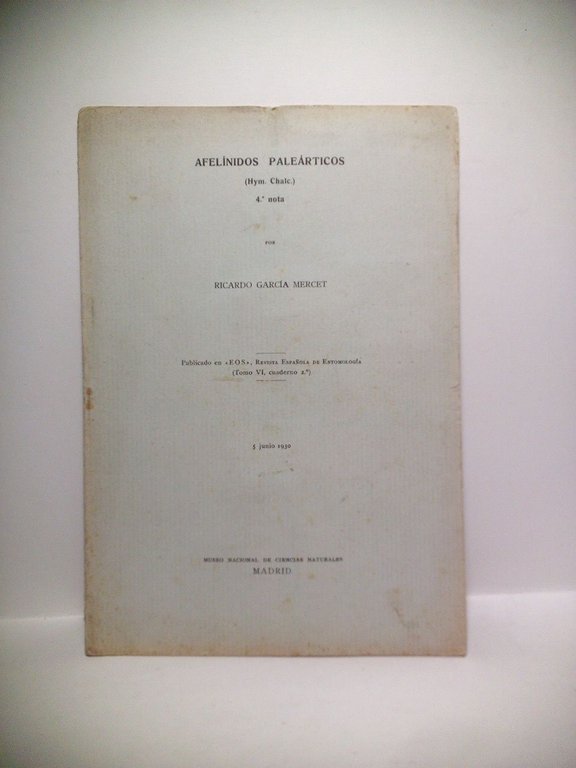 AFELÍNIDOS PALEÁRTICOS
(Hym. Chalc.)
4.ª nota
POR
RICARDO GARCÍA MERCET
Publicado en «EOS», Revista Española de Entomología
(Tomo VI, cuaderno 2.º)
5 junio 1930
MUSEO NACIONAL DE CIENCIAS NATURALES
MADRID